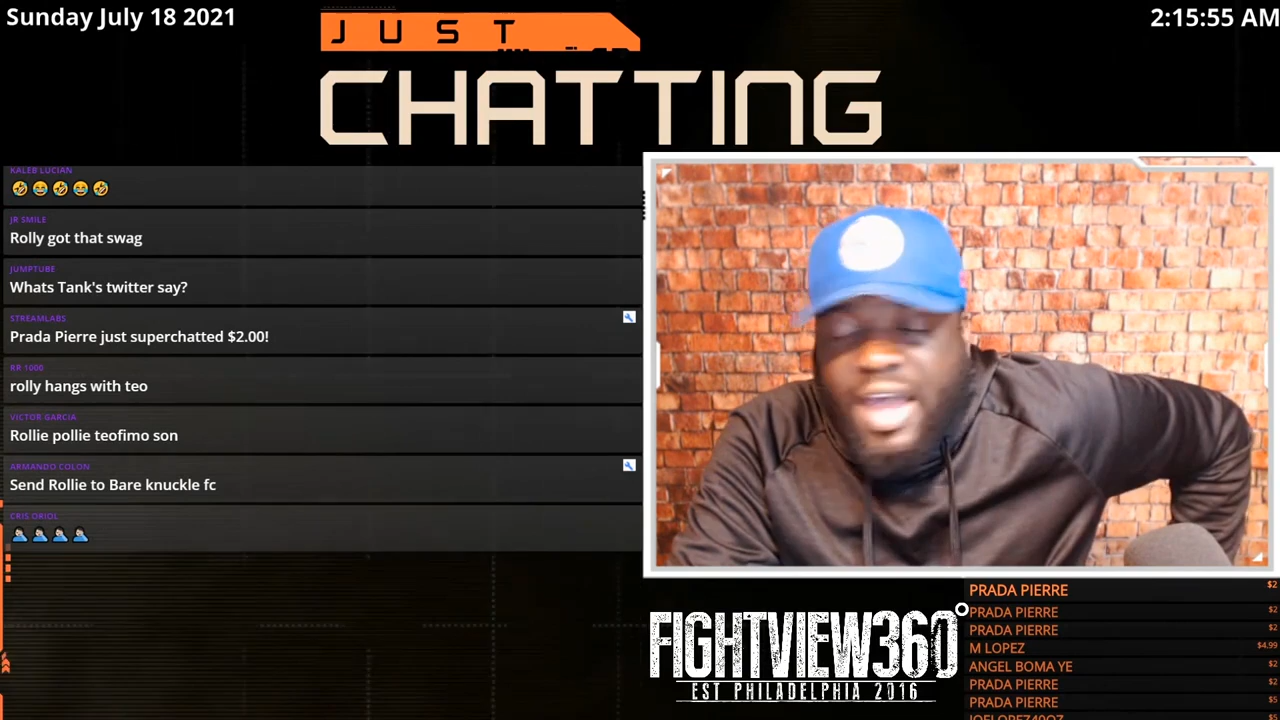 Sunday July 18 2021
2:15:55 AM
JUST
CHATTING
KALEB LUCIAN
JR SMILE
Rolly got that swag
JUMPTUBE
Whats Tank's twitter say?
STREAMLABS
Prada Pierre just superchatted $2.00!
RR 1000
rolly hangs with teo
VICTOR GARCIA
Rollie pollie teofimo son
ARMANDO COLON
Send Rollie to Bare knuckle fc
CRIS ORIOL
PRADA PIERRE $2
PRADA PIERRE $2
PRADA PIERRE $2
M LOPEZ $4.99
ANGEL BOMA YE $2
PRADA PIERRE $2
PRADA PIERRE $5
FIGHTVIEW360°
EST PHILADELPHIA 2016